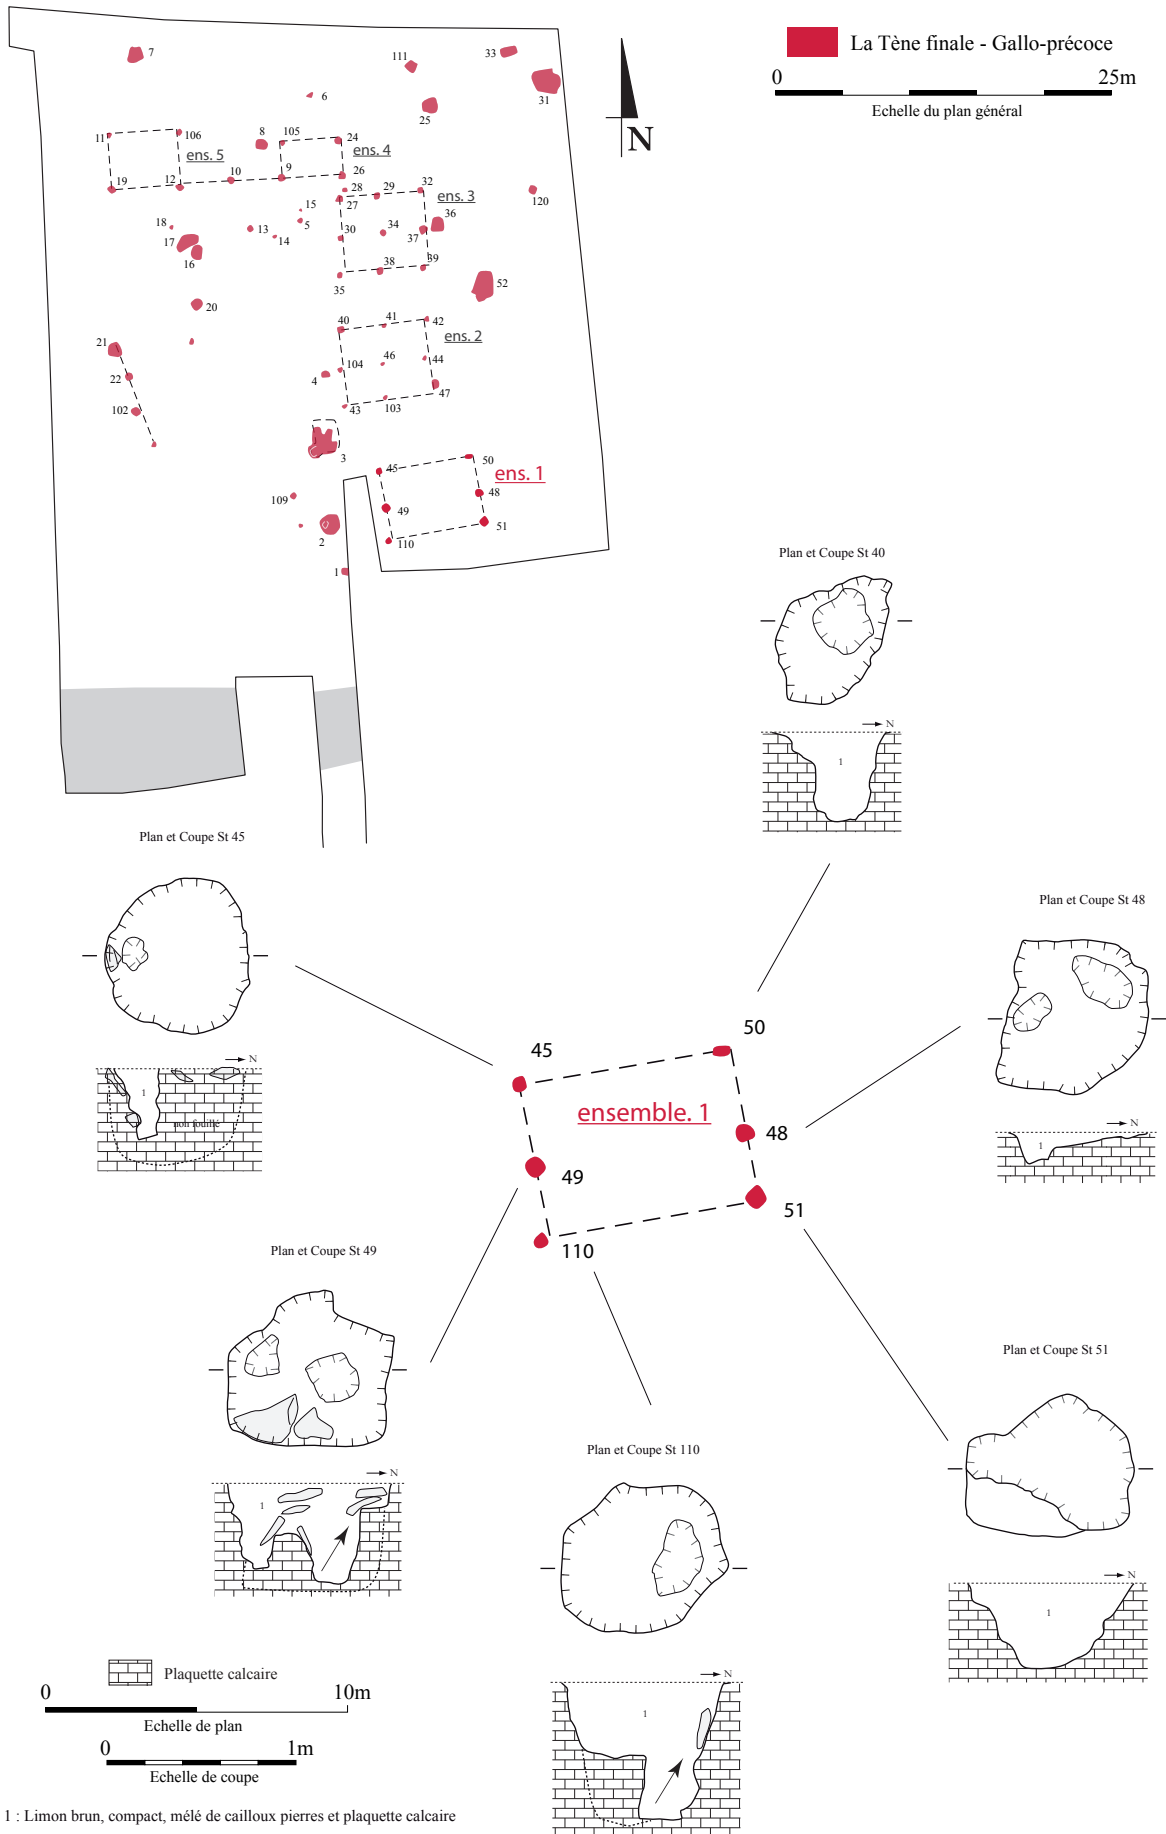 La Tène finale - Gallo-précoce
0 25m
Echelle du plan général
N
7
111
33
31
6
25
11
106
8
105
24
ens. 5
ens. 4
19
12
10
9
26
28
29
32
27
ens. 3
120
15
18
5
36
13
14
30
34
37
17
16
38
39
35
52
20
40
41
42
ens. 2
21
104
46
44
22
4
47
102
43
103
1
3
45
50
ens. 1
109
48
49
51
2
110
1
Plan et Coupe St 40
N
1
Plan et Coupe St 45
N
1
non fouillé
Plan et Coupe St 48
N
1
50
45
ensemble. 1
48
49
51
110
Plan et Coupe St 49
N
1
Plan et Coupe St 51
N
1
Plan et Coupe St 110
N
1
Plaquette calcaire
0 10m
Echelle de plan
0 1m
Echelle de coupe
1 : Limon brun, compact, mélé de cailloux pierres et plaquette calcaire